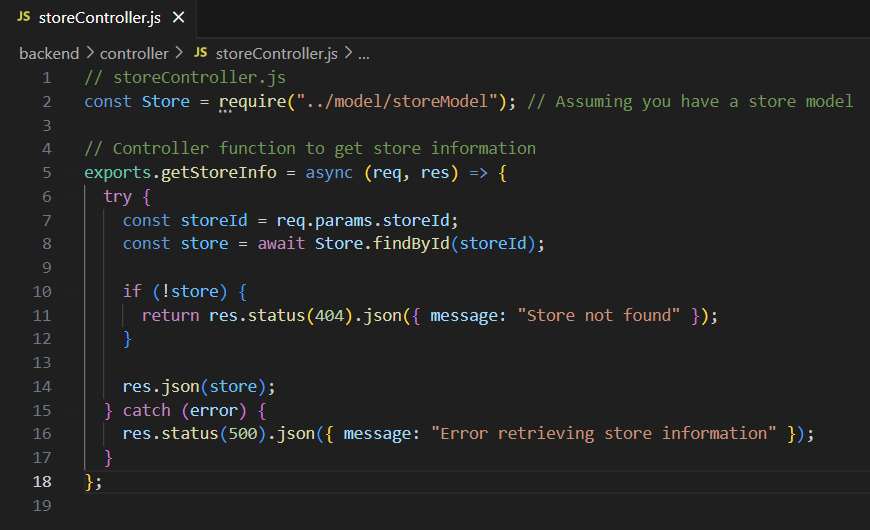 JS storeController.js ✕
backend > controller > JS storeController.js > ...
1 // storeController.js
2 const Store = require("../model/storeModel"); // Assuming you have a store model
3
4 // Controller function to get store information
5 exports.getStoreInfo = async (req, res) => {
6   try {
7     const storeId = req.params.storeId;
8     const store = await Store.findById(storeId);
9
10     if (!store) {
11       return res.status(404).json({ message: "Store not found" });
12     }
13
14     res.json(store);
15   } catch (error) {
16     res.status(500).json({ message: "Error retrieving store information" });
17   }
18 };
19